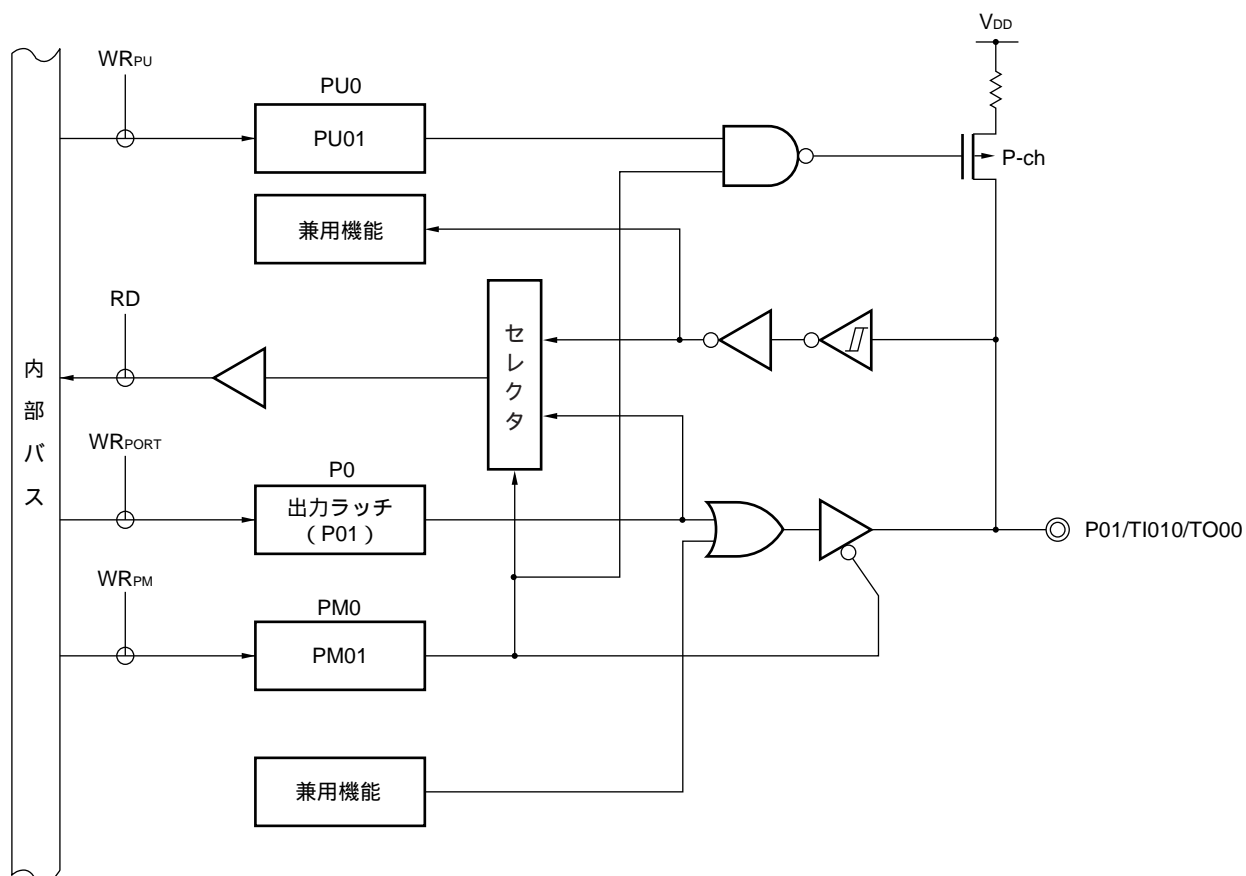 VDD
WRPU
PU0
PU01
P-ch
兼用機能
RD
セレクタ
内部バス
WRPORT
P0
出力ラッチ
(P01)
P01/TI010/TO00
WRPM
PM0
PM01
兼用機能